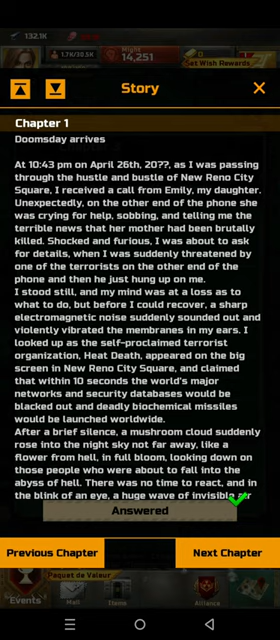 132.1K
1.7K/30.5K
Might
14,251
0
Set Wish Rewards
Story
Chapter 1
Doomsday arrives
At 10:43 pm on April 26th, 20??, as I was passing
through the hustle and bustle of New Reno City
Square, I received a call from Emily, my daughter.
Unexpectedly, on the other end of the phone she
was crying for help, sobbing, and telling me the
terrible news that her mother had been brutally
killed. Shocked and furious, I was about to ask
for details, when I was suddenly threatened by
one of the terrorists on the other end of the
phone and then he just hung up on me.
I stood still, and my mind was at a loss as to
what to do, but before I could recover, a sharp
electromagnetic noise suddenly sounded out and
violently vibrated the membranes in my ears. I
looked up as the self-proclaimed terrorist
organization, Heat Death, appeared on the big
screen in New Reno City Square, and claimed
that within 10 seconds the world's major
networks and security databases would be
blacked out and deadly biochemical missiles
would be launched worldwide.
After a brief silence, a mushroom cloud suddenly
rose into the night sky not far away, like a
flower from hell, in full bloom, looking down on
those people who were about to fall into the
abyss of hell. There was no time to react, and in
the blink of an eye, a huge wave of invisible air
Answered
Previous Chapter
Next Chapter
Paquet de Valeur
Events
Mail
Items
Alliance